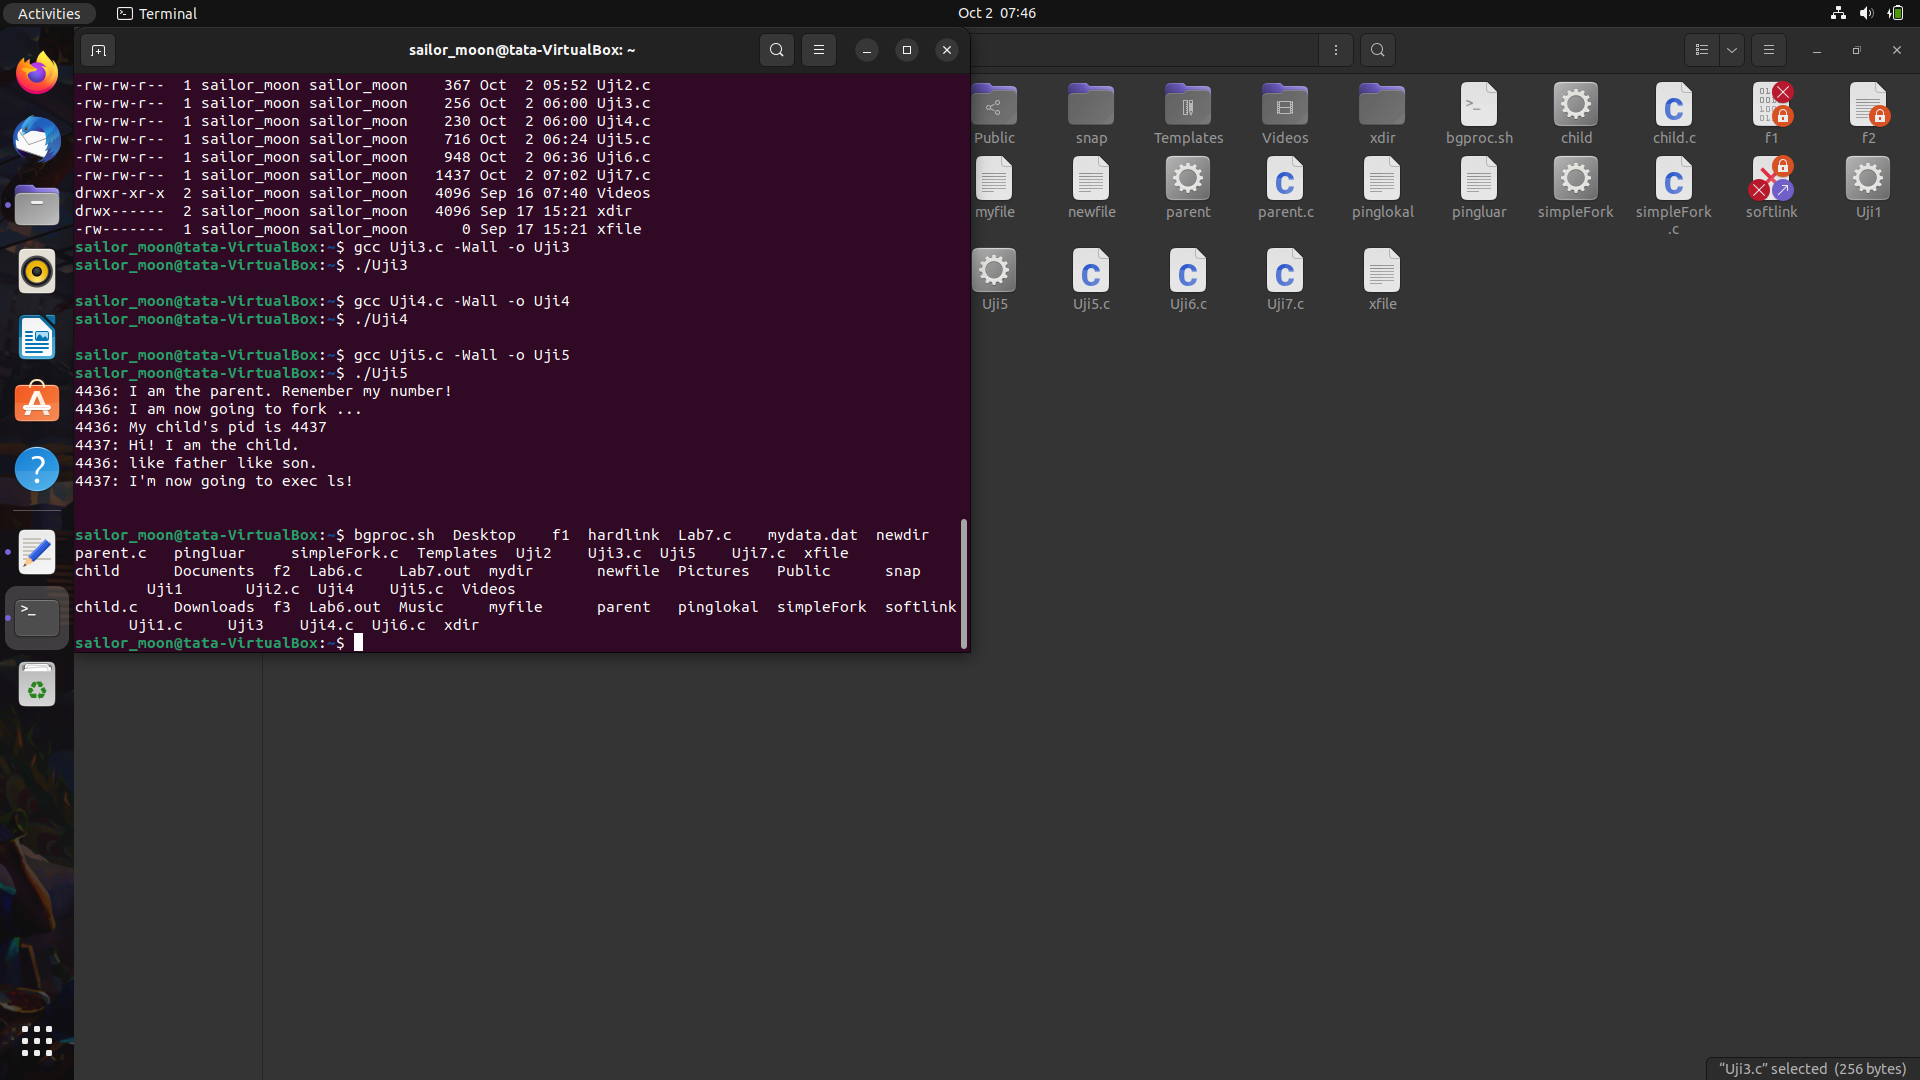 Activities
Terminal
Oct 2 07:46
sailor_moon@tata-VirtualBox: ~
-rw-rw-r--  1 sailor_moon sailor_moon    367 Oct  2 05:52 Uji2.c
-rw-rw-r--  1 sailor_moon sailor_moon    256 Oct  2 06:00 Uji3.c
-rw-rw-r--  1 sailor_moon sailor_moon    230 Oct  2 06:00 Uji4.c
-rw-rw-r--  1 sailor_moon sailor_moon    716 Oct  2 06:24 Uji5.c
-rw-rw-r--  1 sailor_moon sailor_moon    948 Oct  2 06:36 Uji6.c
-rw-rw-r--  1 sailor_moon sailor_moon   1437 Oct  2 07:02 Uji7.c
drwxr-xr-x  2 sailor_moon sailor_moon   4096 Sep 16 07:40 Videos
drwx------  2 sailor_moon sailor_moon   4096 Sep 17 15:21 xdir
-rw-------  1 sailor_moon sailor_moon      0 Sep 17 15:21 xfile
sailor_moon@tata-VirtualBox:~$ gcc Uji3.c -Wall -o Uji3
sailor_moon@tata-VirtualBox:~$ ./Uji3
sailor_moon@tata-VirtualBox:~$ gcc Uji4.c -Wall -o Uji4
sailor_moon@tata-VirtualBox:~$ ./Uji4
sailor_moon@tata-VirtualBox:~$ gcc Uji5.c -Wall -o Uji5
sailor_moon@tata-VirtualBox:~$ ./Uji5
4436: I am the parent. Remember my number!
4436: I am now going to fork ...
4436: My child's pid is 4437
4437: Hi! I am the child.
4436: like father like son.
4437: I'm now going to exec ls!
sailor_moon@tata-VirtualBox:~$ bgproc.sh  Desktop    f1  hardlink  Lab7.c    mydata.dat  newdir
parent.c   pingluar     simpleFork.c  Templates  Uji2    Uji3.c  Uji5    Uji7.c  xfile
child      Documents  f2  Lab6.c    Lab7.out  mydir       newfile  Pictures   Public      snap
Uji1       Uji2.c  Uji4    Uji5.c  Videos
child.c    Downloads  f3  Lab6.out  Music     myfile      parent   pinglokal  simpleFork  softlink
Uji1.c     Uji3    Uji4.c  Uji6.c  xdir
sailor_moon@tata-VirtualBox:~$
Public snap Templates Videos xdir bgproc.sh child child.c f1 f2
myfile newfile parent parent.c pinglokal pingluar simpleFork simpleFork softlink Uji1
.c
Uji5 Uji5.c Uji6.c Uji7.c xfile
“Uji3.c” selected (256 bytes)